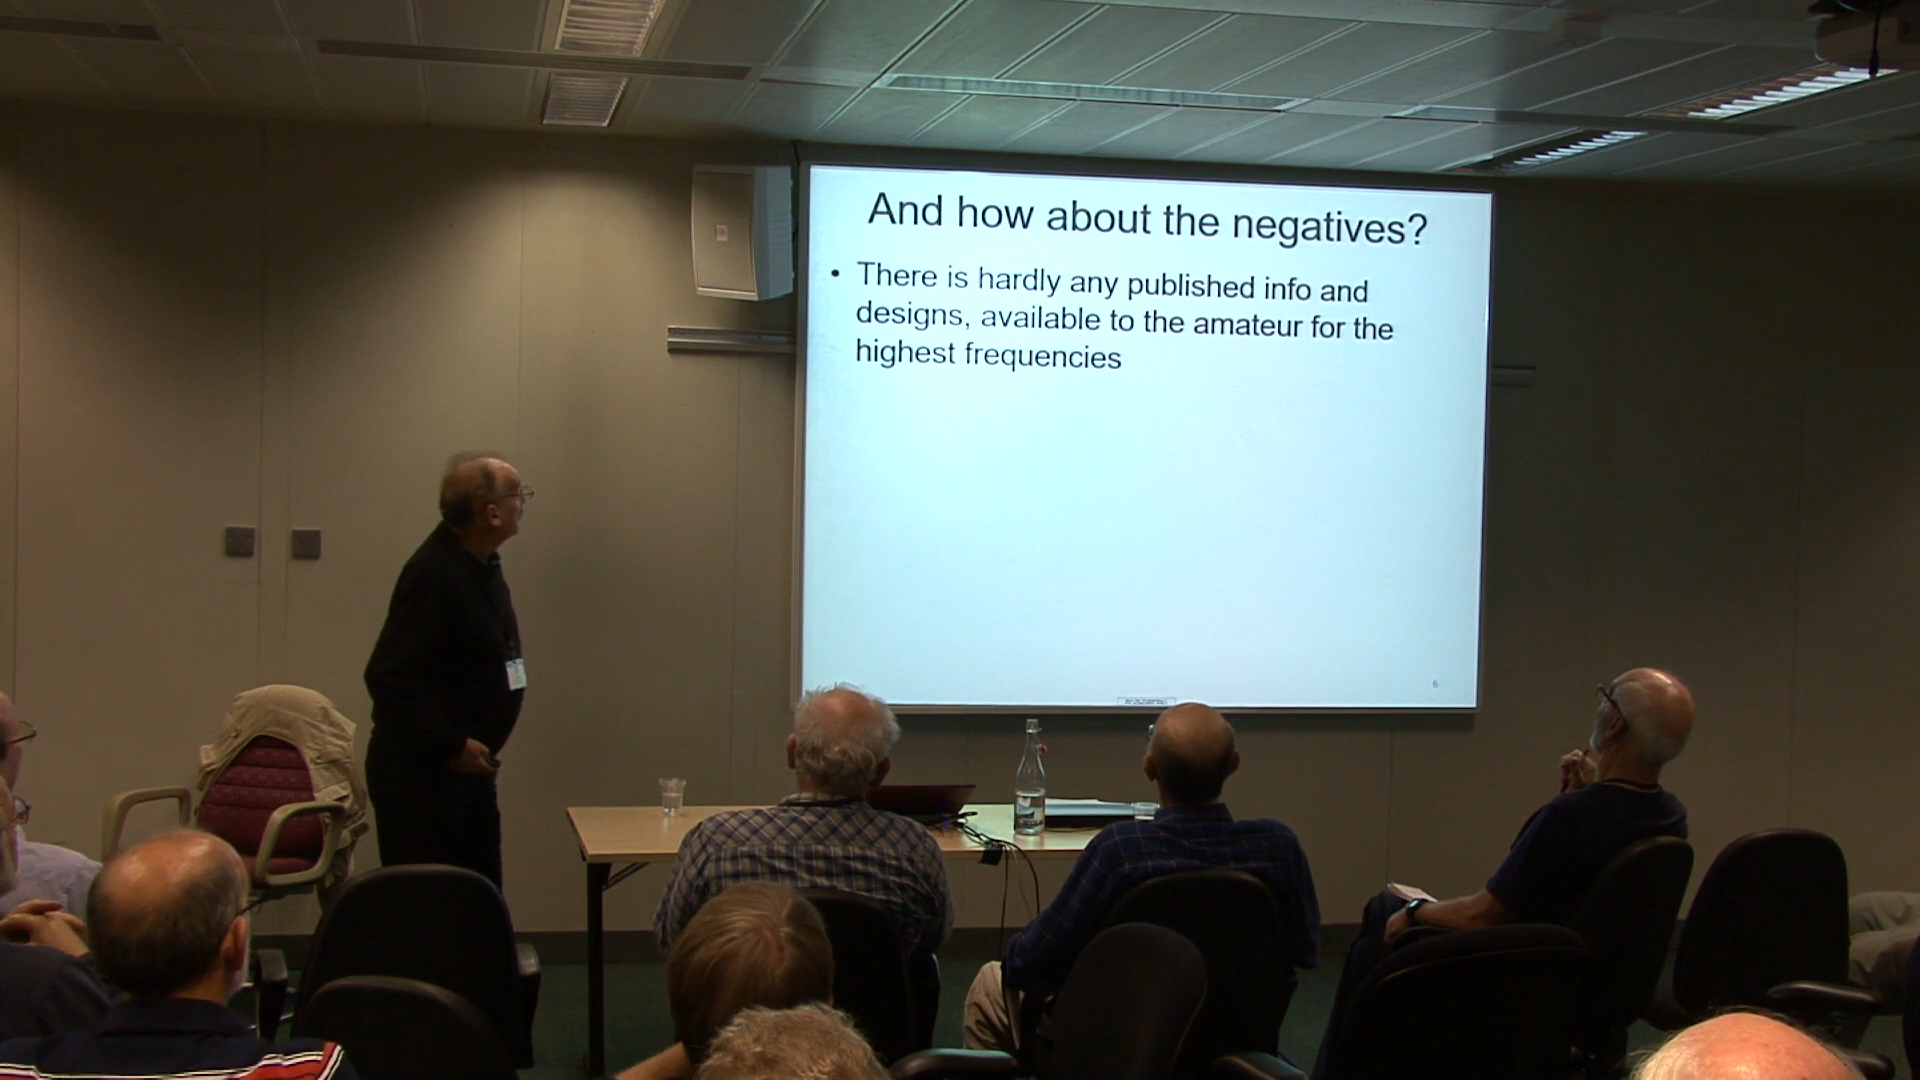 And how about the negatives?
• There is hardly any published info and
designs, available to the amateur for the
highest frequencies
6